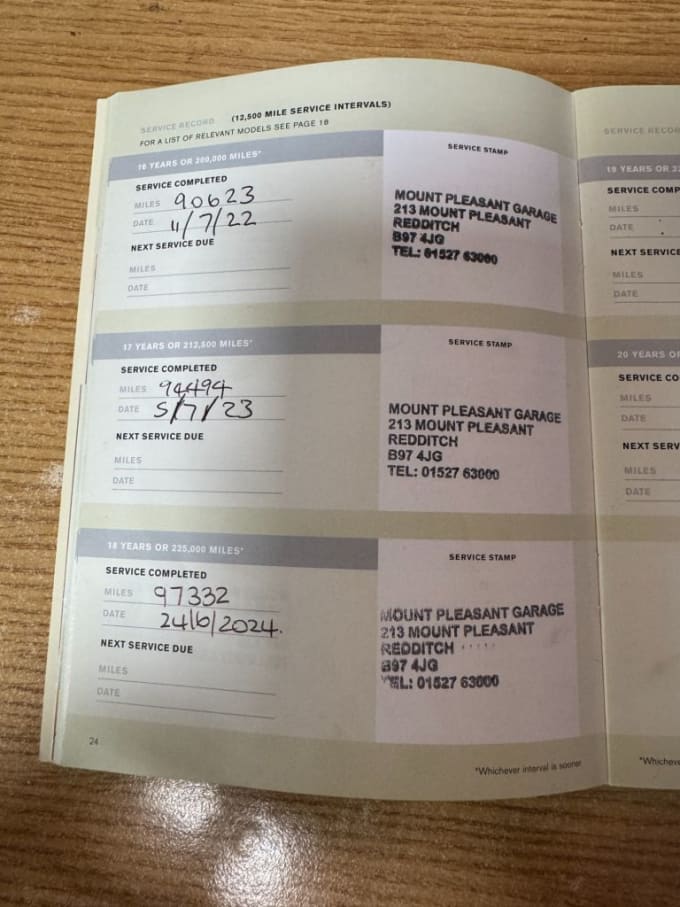 SERVICE RECORD (12,500 MILE SERVICE INTERVALS)
FOR A LIST OF RELEVANT MODELS SEE PAGE 18
16 YEARS OR 200,000 MILES*
SERVICE COMPLETED
MILES 90623
DATE 11/7/22
NEXT SERVICE DUE
MILES
DATE
SERVICE STAMP
MOUNT PLEASANT GARAGE
213 MOUNT PLEASANT
REDDITCH
B97 4JG
TEL: 01527 63000
17 YEARS OR 212,500 MILES*
SERVICE COMPLETED
MILES 94494
DATE 5/7/23
NEXT SERVICE DUE
MILES
DATE
SERVICE STAMP
MOUNT PLEASANT GARAGE
213 MOUNT PLEASANT
REDDITCH
B97 4JG
TEL: 01527 63000
18 YEARS OR 225,000 MILES*
SERVICE COMPLETED
MILES 97332
DATE 24/6/2024.
NEXT SERVICE DUE
MILES
DATE
SERVICE STAMP
MOUNT PLEASANT GARAGE
213 MOUNT PLEASANT
REDDITCH
B97 4JG
TEL: 01527 63000
24
*Whichever interval is sooner
SERVICE
19 YEARS OR
SERVICE
MILES
DATE
NEXT SERVICE
MILES
DATE
20 YEARS
SERVICE
MILES
DATE
NEXT
MILES
DATE